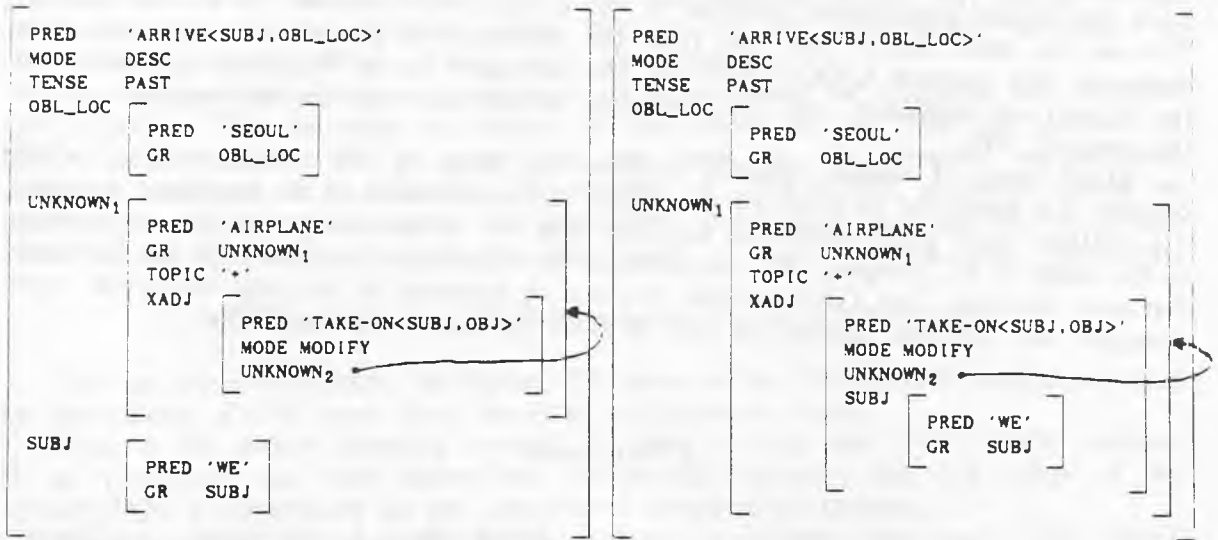 PRED 'ARRIVE<SUBJ,OBL_LOC>'
MODE DESC
TENSE PAST
OBL_LOC
PRED 'SEOUL'
GR OBL_LOC
UNKNOWN₁
PRED 'AIRPLANE'
GR UNKNOWN₁
TOPIC '+'
XADJ
PRED 'TAKE-ON<SUBJ,OBJ>'
MODE MODIFY
UNKNOWN₂
SUBJ
PRED 'WE'
GR SUBJ
PRED 'ARRIVE<SUBJ,OBL_LOC>'
MODE DESC
TENSE PAST
OBL_LOC
PRED 'SEOUL'
GR OBL_LOC
UNKNOWN₁
PRED 'AIRPLANE'
GR UNKNOWN₁
TOPIC '+'
XADJ
PRED 'TAKE-ON<SUBJ,OBJ>'
MODE MODIFY
UNKNOWN₂
SUBJ
PRED 'WE'
GR SUBJ